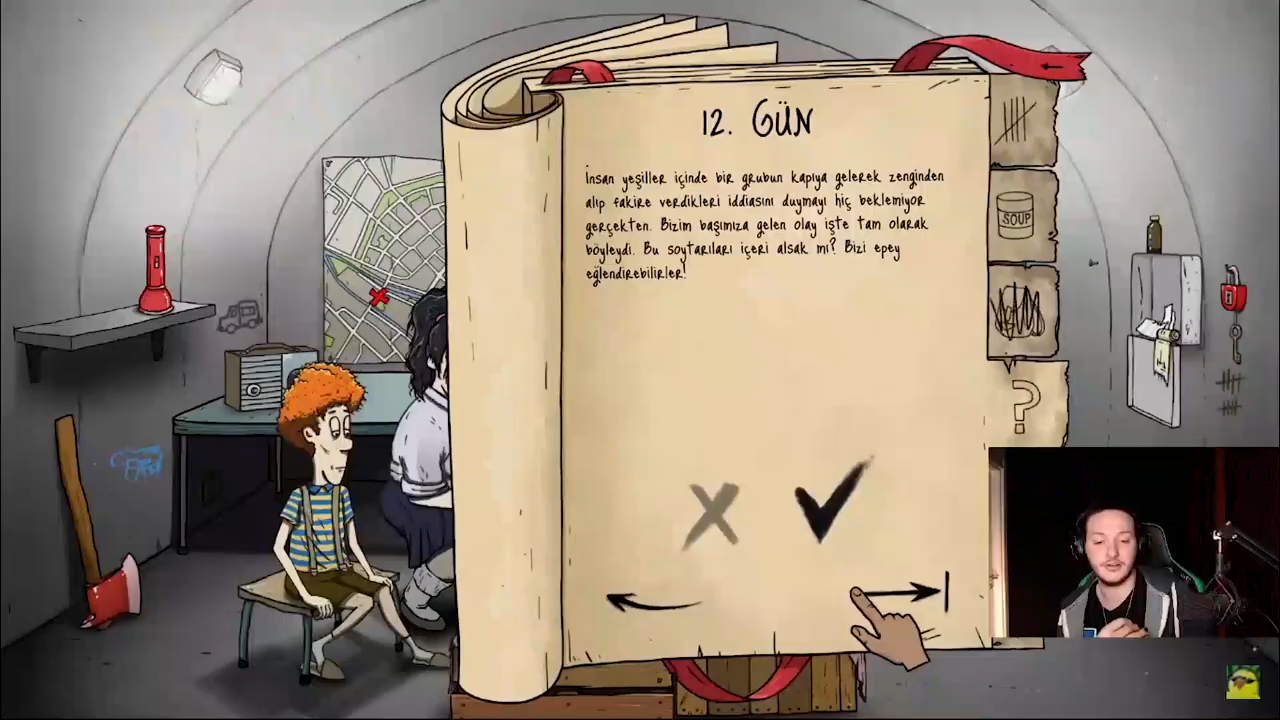 12. GÜN
İnsan yeşiller içinde bir grubun kapıya gelerek zenginden
alıp fakire verdikleri iddiasını duymayı hiç beklemiyor
gerçekten. Bizim başımıza gelen olay işte tam olarak
böyleydi. Bu soytarıları içeri alsak mı? Bizi epey
eğlendirebilirler!
SOUP
?